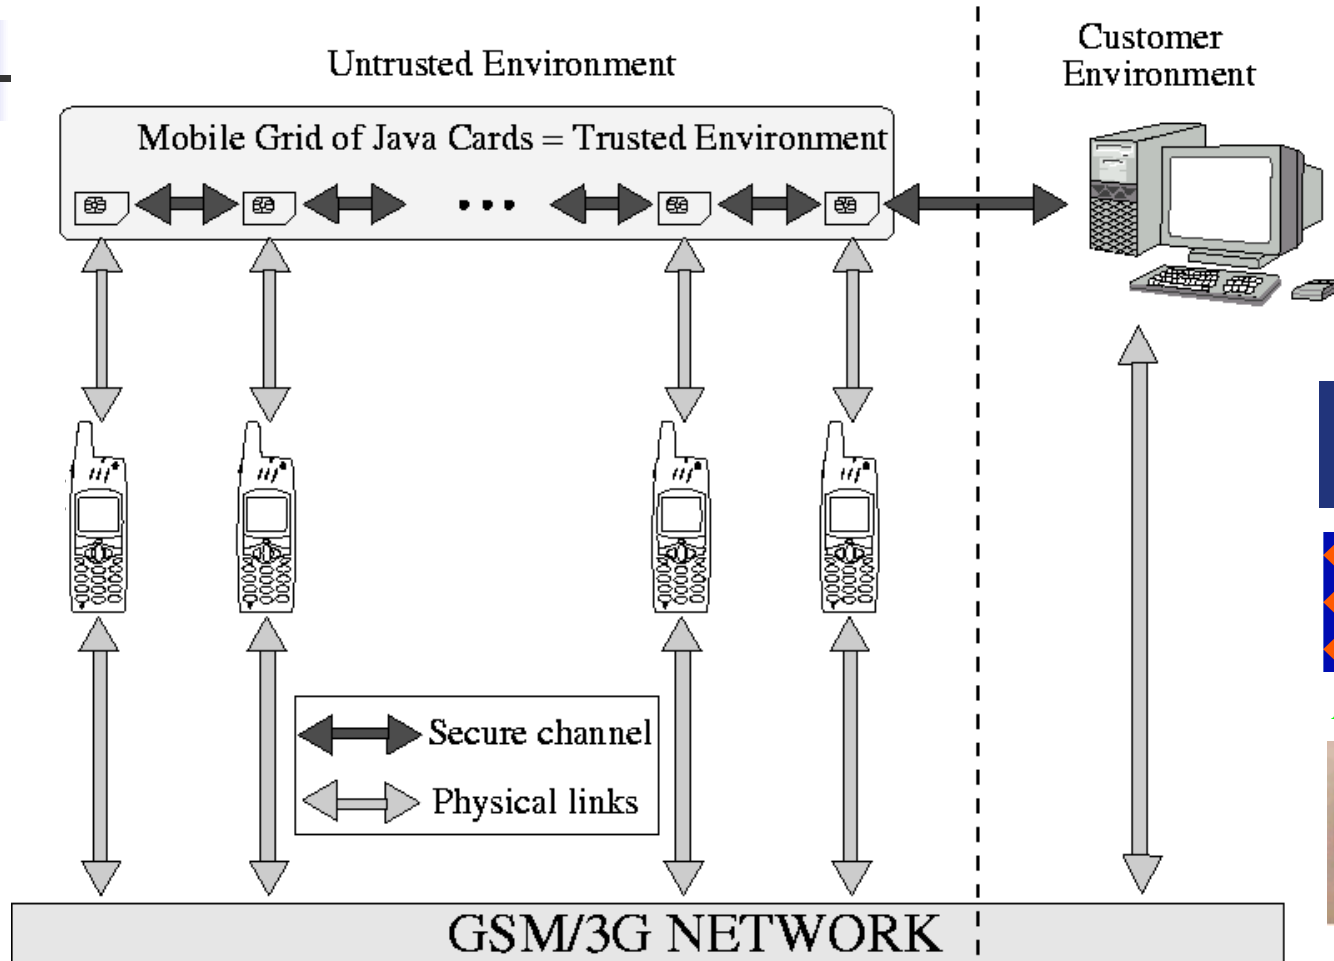 Untrusted Environment
Customer
Environment
Mobile Grid of Java Cards = Trusted Environment
Secure channel
Physical links
GSM/3G NETWORK